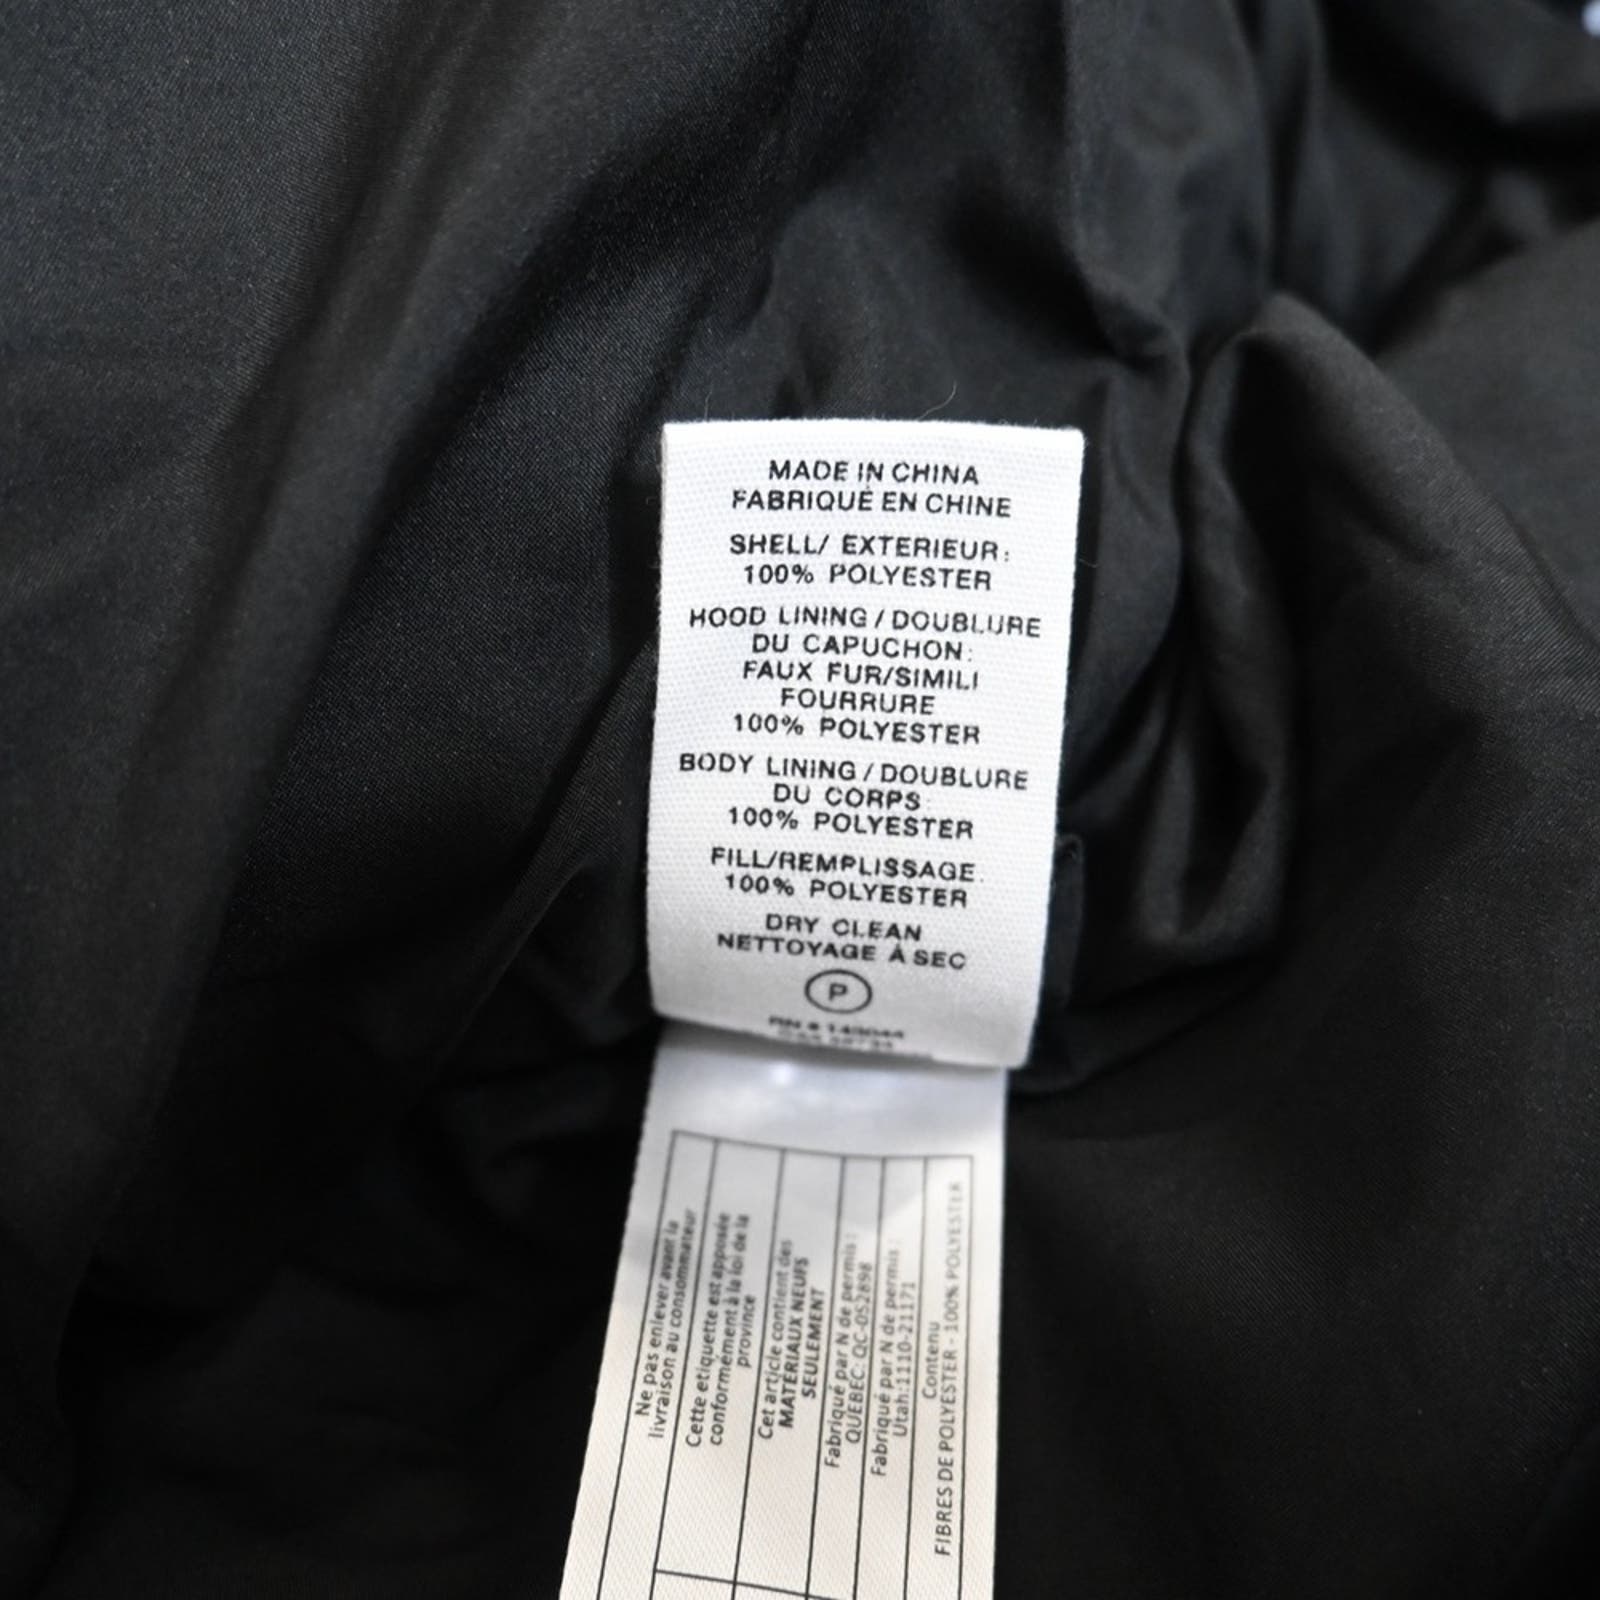 MADE IN CHINA
FABRIQUÉ EN CHINE
SHELL/ EXTERIEUR:
100% POLYESTER
HOOD LINING / DOUBLURE
DU CAPUCHON:
FAUX FUR/SIMILI
FOURRURE
100% POLYESTER
BODY LINING / DOUBLURE
DU CORPS:
100% POLYESTER
FILL/REMPLISSAGE:
100% POLYESTER
DRY CLEAN
NETTOYAGE À SEC
P
RN #
Ne pas enlever avant la
livraison au consommateur
Cette etiquette est apposée
conformément à la loi de la
province
Cet article contient des
MATÉRIAUX NEUFS
SEULEMENT
Fabriqué par N de permis :
QUEBEC: QC-052898
Fabriqué par N de permis :
Utah:1110-21171
Contenu
FIBRES DE POLYESTER - 100% POLYESTER